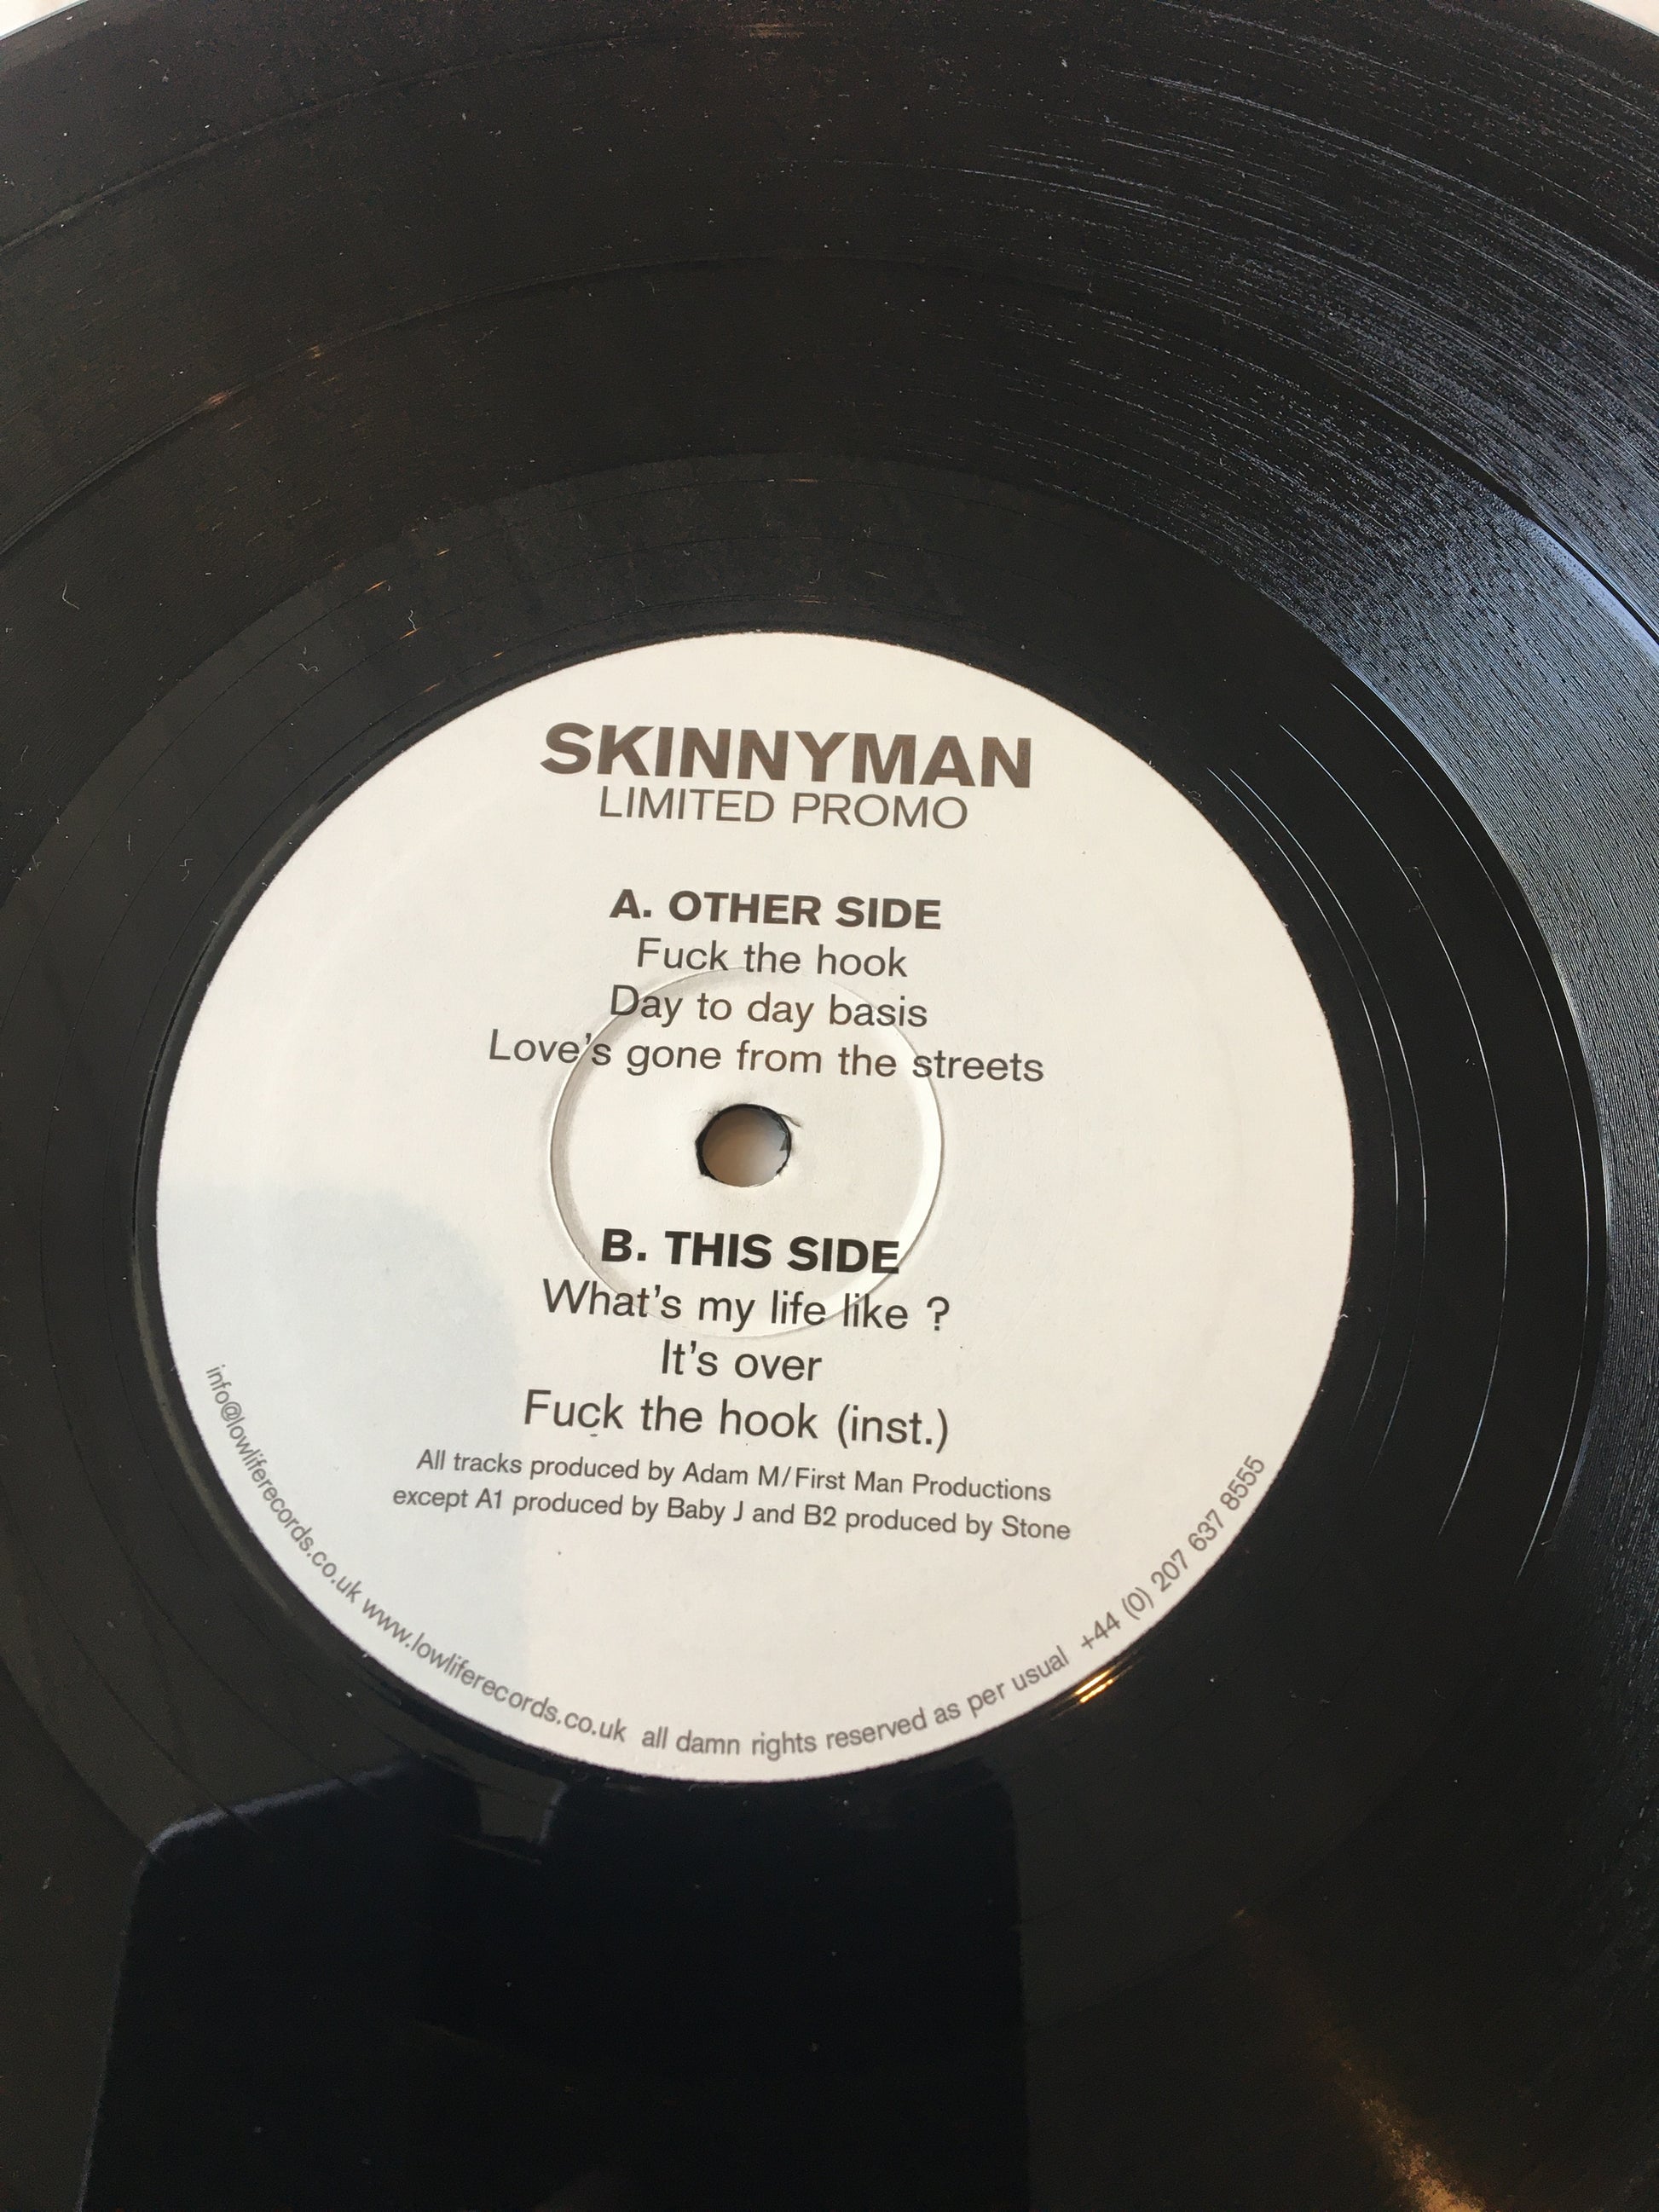 SKINNYMAN
LIMITED PROMO
A. OTHER SIDE
Fuck the hook
Day to day basis
Love's gone from the streets
B. THIS SIDE
What's my life like ?
It's over
Fuck the hook (inst.)
All tracks produced by Adam M/First Man Productions
except A1 produced by Baby J and B2 produced by Stone
info@lowliferecords.co.uk www.lowliferecords.co.uk all damn rights reserved as per usual +44 (0) 207 637 8555